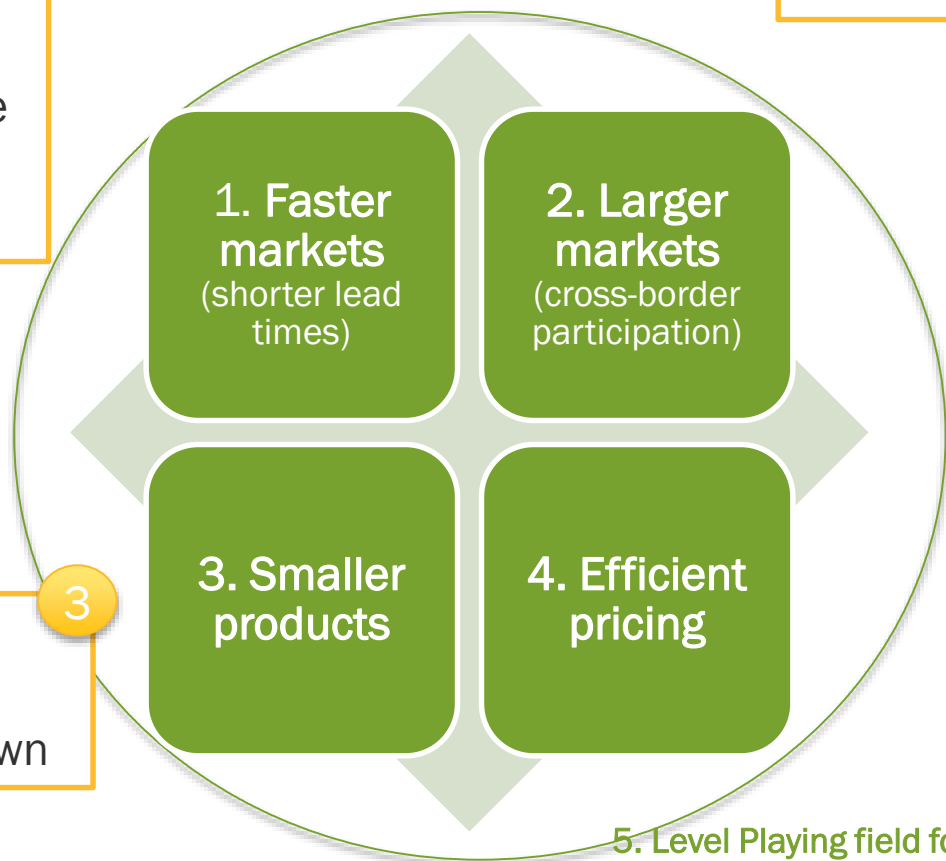 e
1. Faster
markets
(shorter lead
times)
2. Larger
markets
(cross-border
participation)
3. Smaller
products
4. Efficient
pricing
3
wn
5. Level Playing field fo